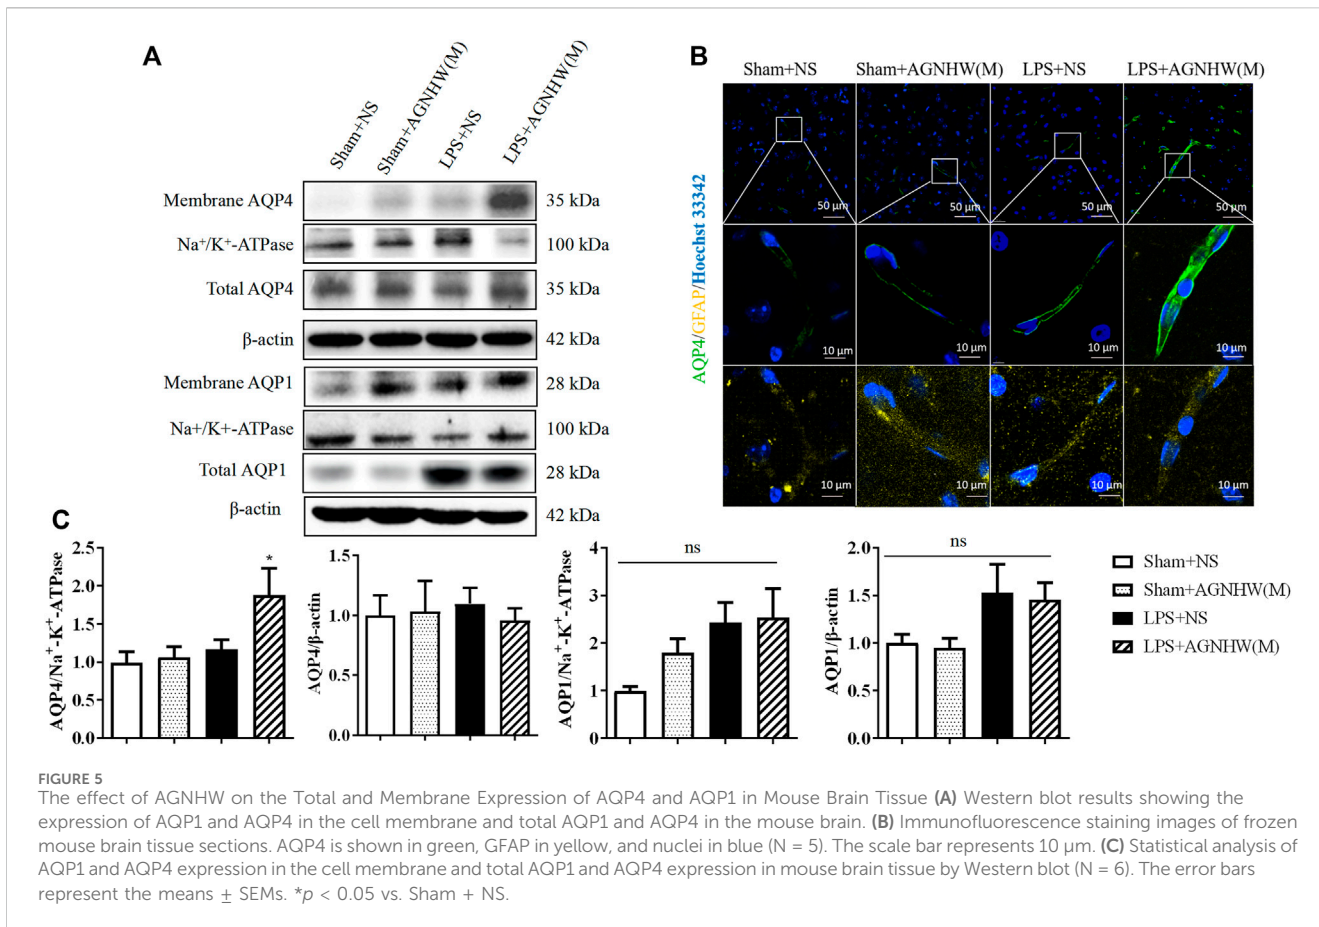 A
Sham+NS
Sham+AGNHW(M)
LPS+NS
LPS+AGNHW(M)
Membrane AQP4
35 kDa
Na⁺/K⁺-ATPase
100 kDa
Total AQP4
35 kDa
β-actin
42 kDa
Membrane AQP1
28 kDa
Na+/K+-ATPase
100 kDa
Total AQP1
28 kDa
β-actin
42 kDa
B
Sham+NS
Sham+AGNHW(M)
LPS+NS
LPS+AGNHW(M)
AQP4/GFAP/Hoechst 33342
50 μm
50 μm
50 μm
50 μm
10 μm
10 μm
10 μm
10 μm
10 μm
10 μm
10 μm
10 μm
C
AQP4/Na⁺-K⁺-ATPase
2.5
2.0
1.5
1.0
0.5
0.0
*
AQP4/β-actin
1.5
1.0
0.5
0.0
AQP1/Na⁺-K⁺-ATPase
4
3
2
1
0
ns
AQP1/β-actin
2.0
1.5
1.0
0.5
0.0
ns
Sham+NS
Sham+AGNHW(M)
LPS+NS
LPS+AGNHW(M)
FIGURE 5
The effect of AGNHW on the Total and Membrane Expression of AQP4 and AQP1 in Mouse Brain Tissue (A) Western blot results showing the
expression of AQP1 and AQP4 in the cell membrane and total AQP1 and AQP4 in the mouse brain. (B) Immunofluorescence staining images of frozen
mouse brain tissue sections. AQP4 is shown in green, GFAP in yellow, and nuclei in blue (N = 5). The scale bar represents 10 μm. (C) Statistical analysis of
AQP1 and AQP4 expression in the cell membrane and total AQP1 and AQP4 expression in mouse brain tissue by Western blot (N = 6). The error bars
represent the means ± SEMs. *p < 0.05 vs. Sham + NS.